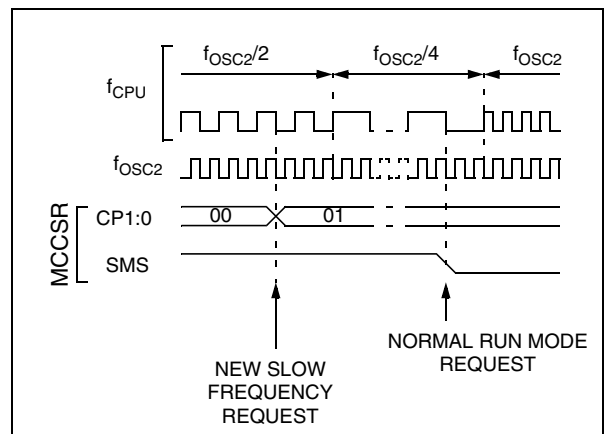 fOSC2/2 fOSC2/4 fOSC2
fCPU
fOSC2
MCCSR
CP1:0 00 01
SMS
NEW SLOW
FREQUENCY
REQUEST
NORMAL RUN MODE
REQUEST